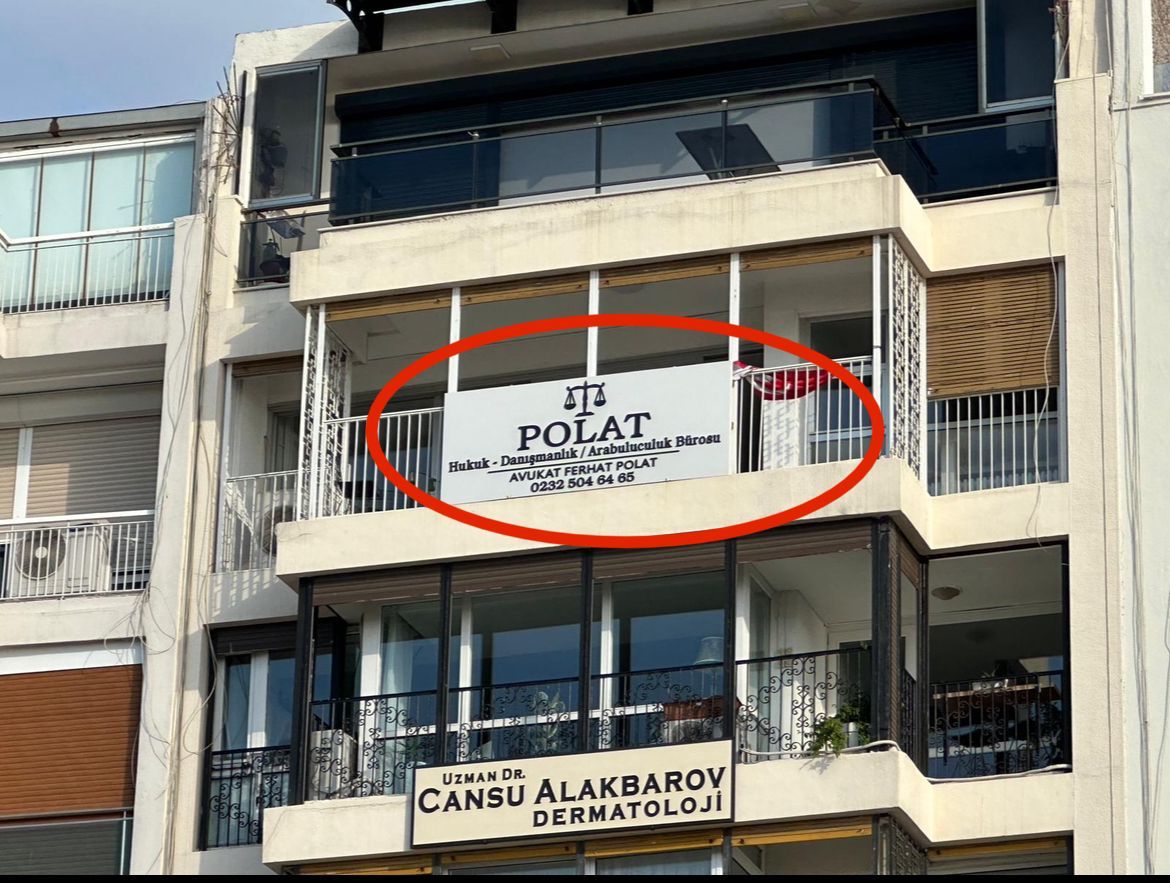 POLAT
Hukuk - Danışmanlık / Arabuluculuk Bürosu
AVUKAT FERHAT POLAT
0232 504 64 65
UZMAN DR.
CANSU ALAKBAROV
DERMATOLOJİ